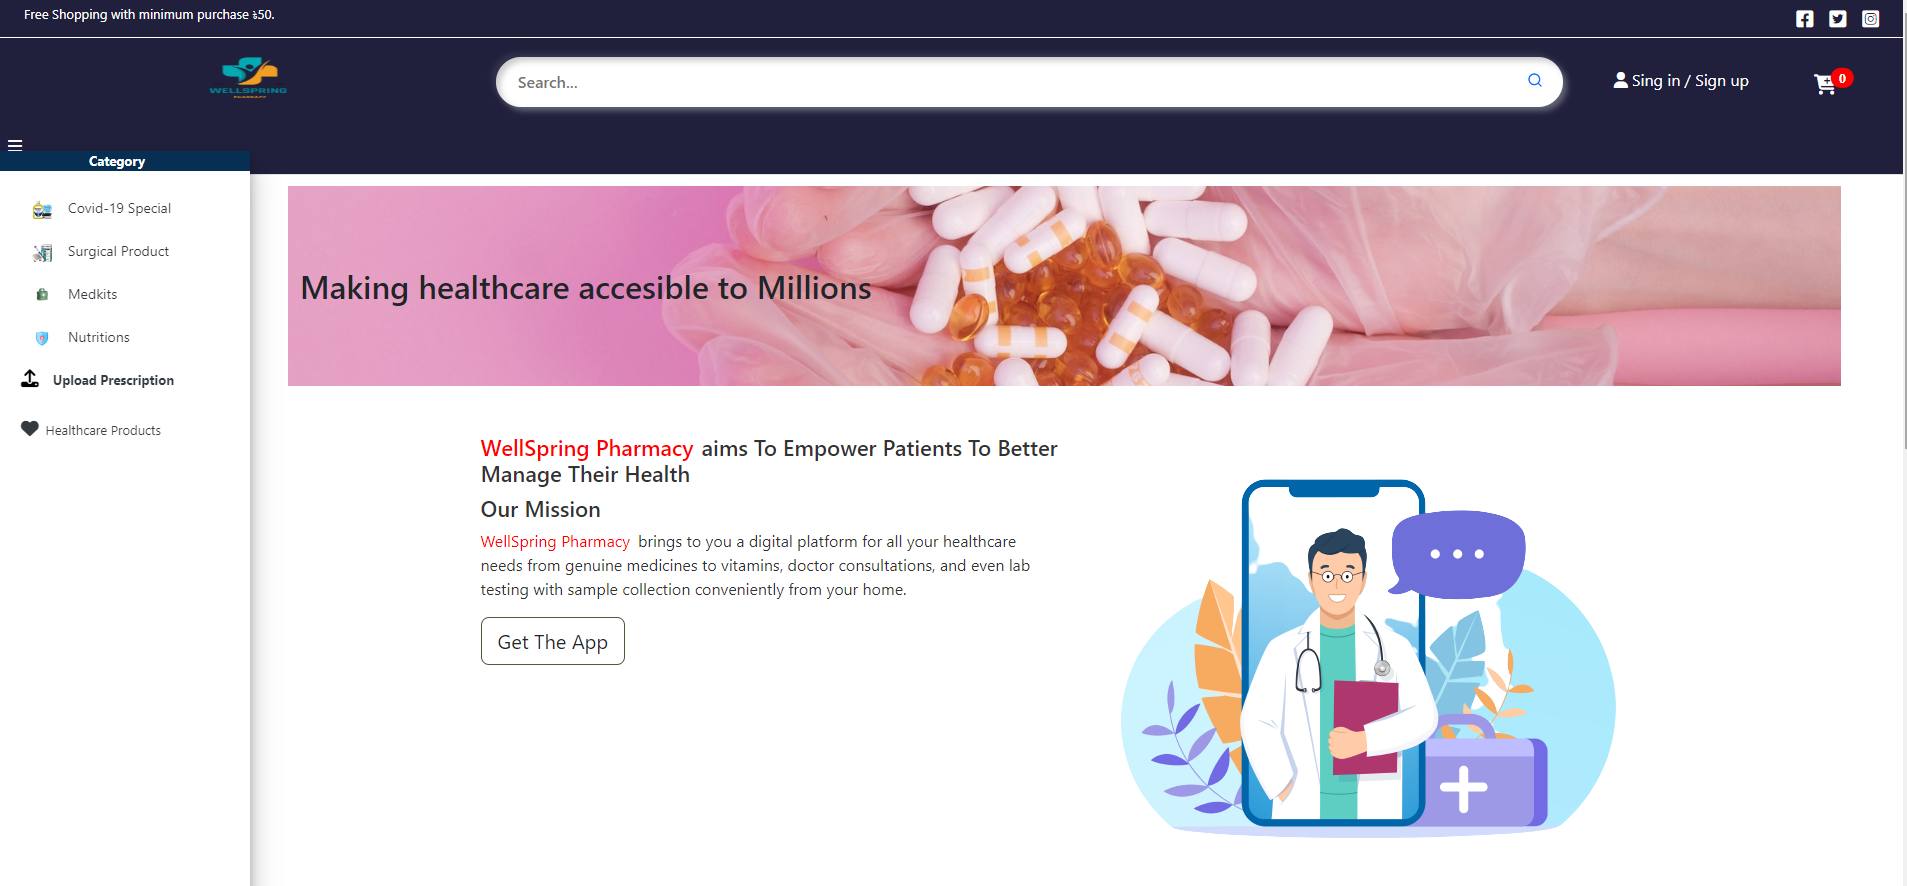 Free Shopping with minimum purchase ৳50.
WELLSPRING
PHARMACY
Search...
Sing in / Sign up
0
Category
Covid-19 Special
Surgical Product
Medkits
Nutritions
Upload Prescription
Healthcare Products
Making healthcare accesible to Millions
WellSpring Pharmacy aims To Empower Patients To Better
Manage Their Health
Our Mission
WellSpring Pharmacy brings to you a digital platform for all your healthcare
needs from genuine medicines to vitamins, doctor consultations, and even lab
testing with sample collection conveniently from your home.
Get The App